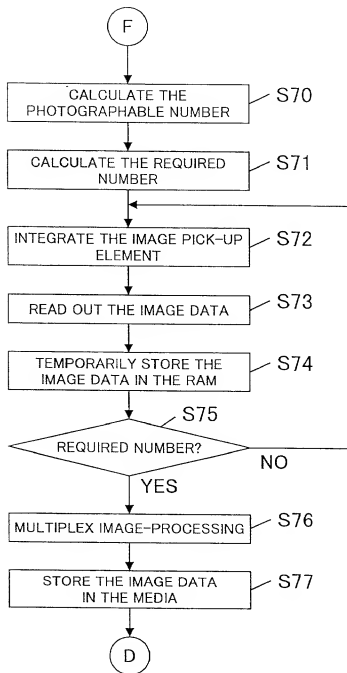 F
CALCULATE THE
PHOTOGRAPHABLE NUMBER
S70
CALCULATE THE REQUIRED
NUMBER
S71
INTEGRATE THE IMAGE PICK-UP
ELEMENT
S72
READ OUT THE IMAGE DATA
S73
TEMPORARILY STORE THE
IMAGE DATA IN THE RAM
S74
S75
REQUIRED NUMBER?
NO
YES
MULTIPLEX IMAGE-PROCESSING
S76
STORE THE IMAGE DATA
IN THE MEDIA
S77
D